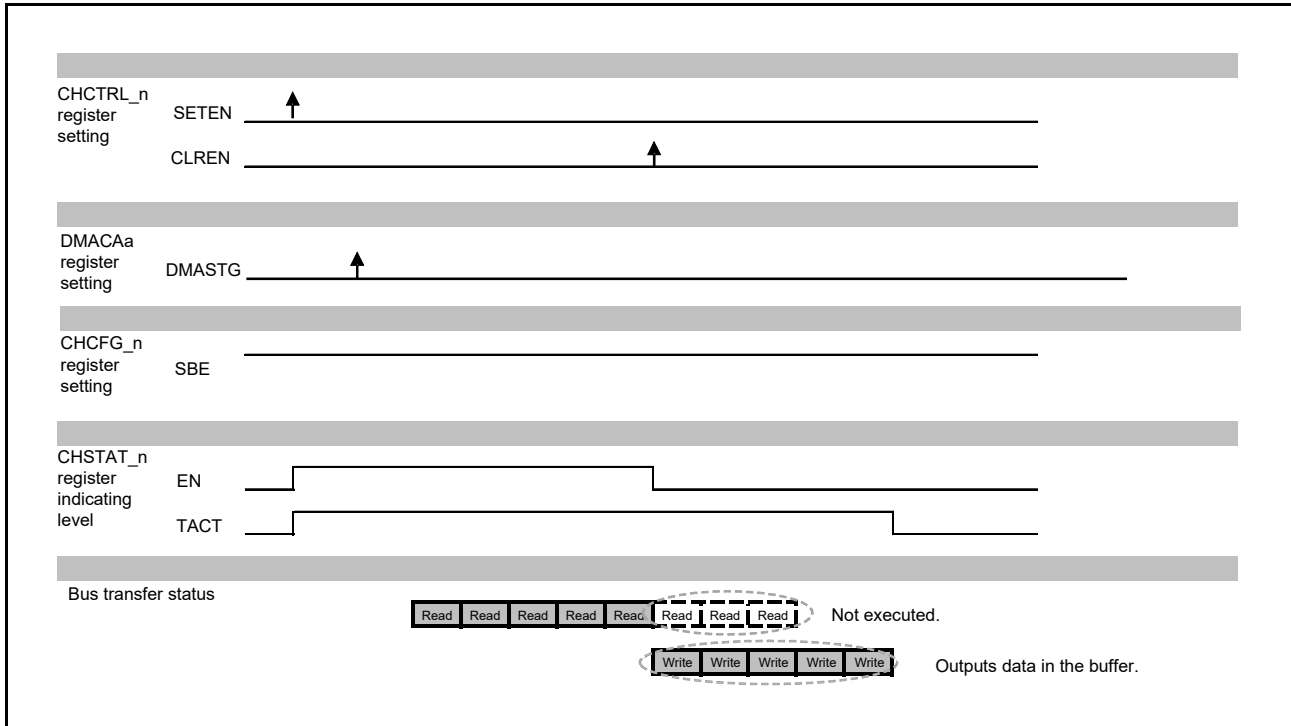 CHCTRL_n
register
setting
SETEN
CLREN
DMACAa
register
setting
DMASTG
CHCFG_n
register
setting
SBE
CHSTAT_n
register
indicating
level
EN
TACT
Bus transfer status
Read Read Read Read Read Read Read Read Not executed.
Write Write Write Write Write Outputs data in the buffer.